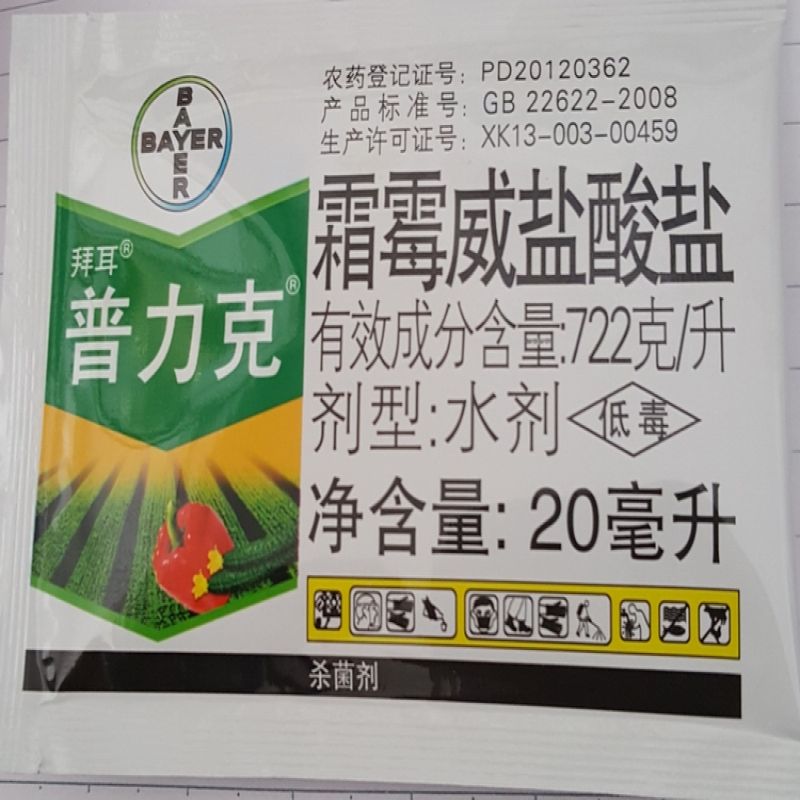 BAYER
BAYER
农药登记证号：PD20120362
产品标准号：GB 22622-2008
生产许可证号：XK13-003-00459
拜耳®
普力克®
霜霉威盐酸盐
有效成分含量:722克/升
剂型:水剂 低毒
净含量: 20毫升
杀菌剂